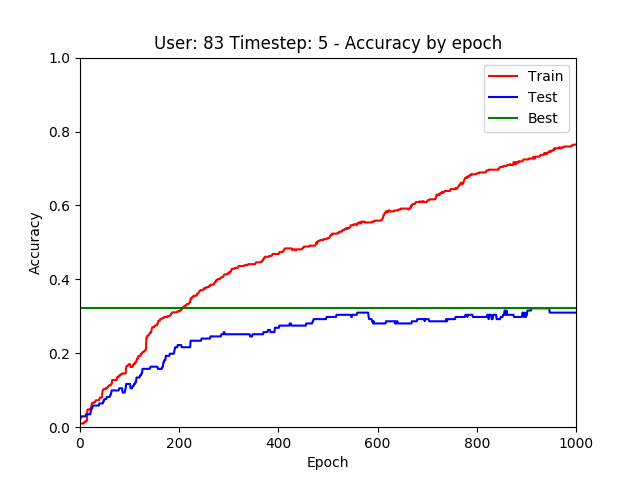 User: 83 Timestep: 5 - Accuracy by epoch
1.0
Train
Test
Best
0.8
0.6
Accuracy
0.4
0.2
0.0
0 200 400 600 800 1000
Epoch